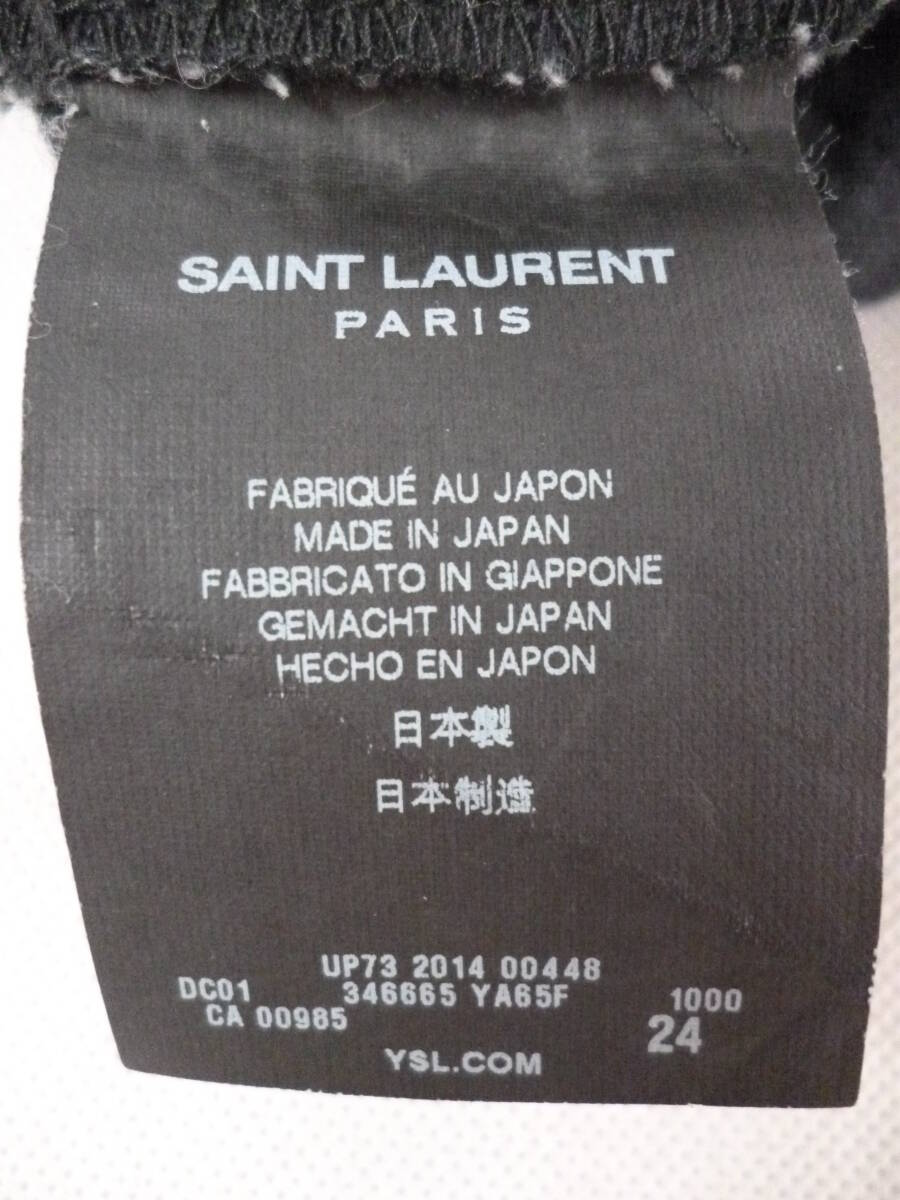 SAINT LAURENT
PARIS
FABRIQUÉ AU JAPON
MADE IN JAPAN
FABBRICATO IN GIAPPONE
GEMACHT IN JAPAN
HECHO EN JAPON
日本製
日本制造
UP73 2014 00448
DC01 346665 YA65F 1000
CA 00985 24
YSL.COM